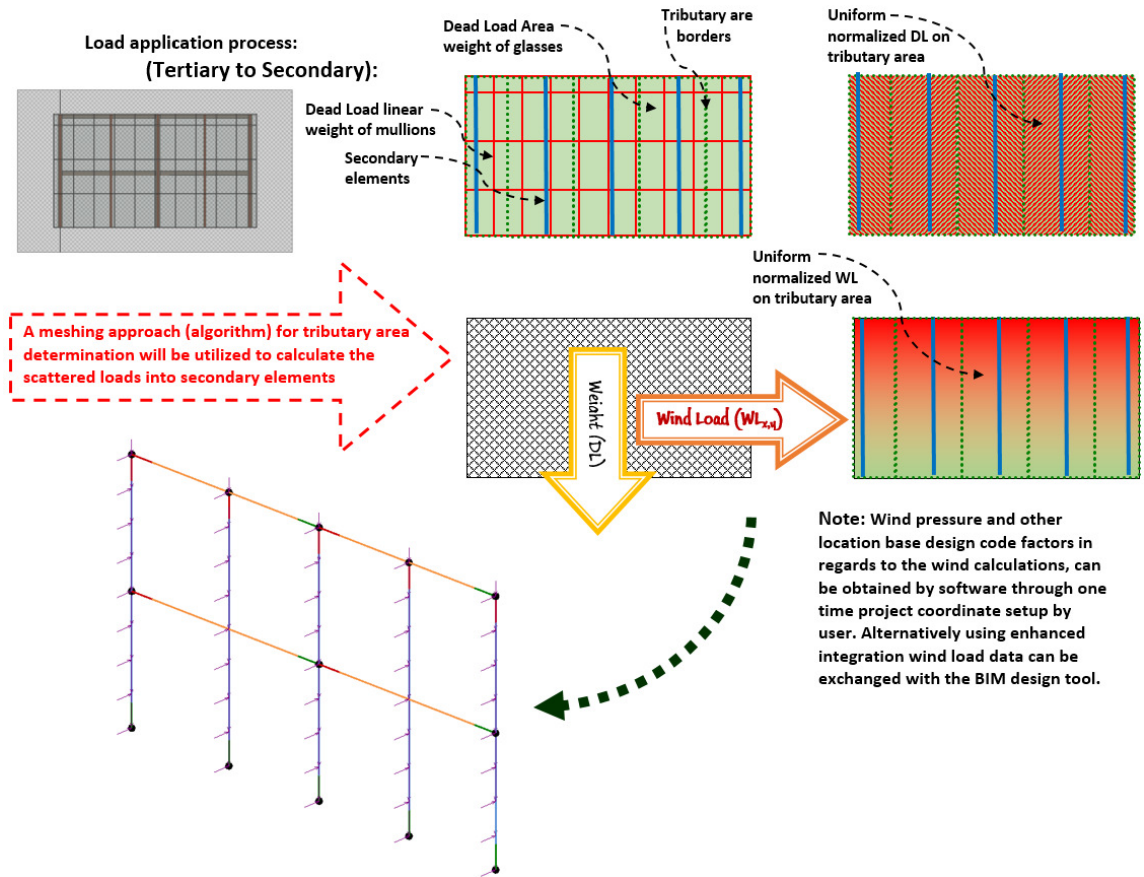 Load application process:
(Tertiary to Secondary):
Dead Load Area
weight of glasses
Tributary are
borders
Uniform
normalized DL on
tributary area
Dead Load linear
weight of mullions
Secondary
elements
Uniform
normalized WL
on tributary area
A meshing approach (algorithm) for tributary area
determination will be utilized to calculate the
scattered loads into secondary elements
Weight (DL)
Wind Load (WLz,y)
Note: Wind pressure and other
location base design code factors in
regards to the wind calculations, can
be obtained by software through one
time project coordinate setup by
user. Alternatively using enhanced
integration wind load data can be
exchanged with the BIM design tool.